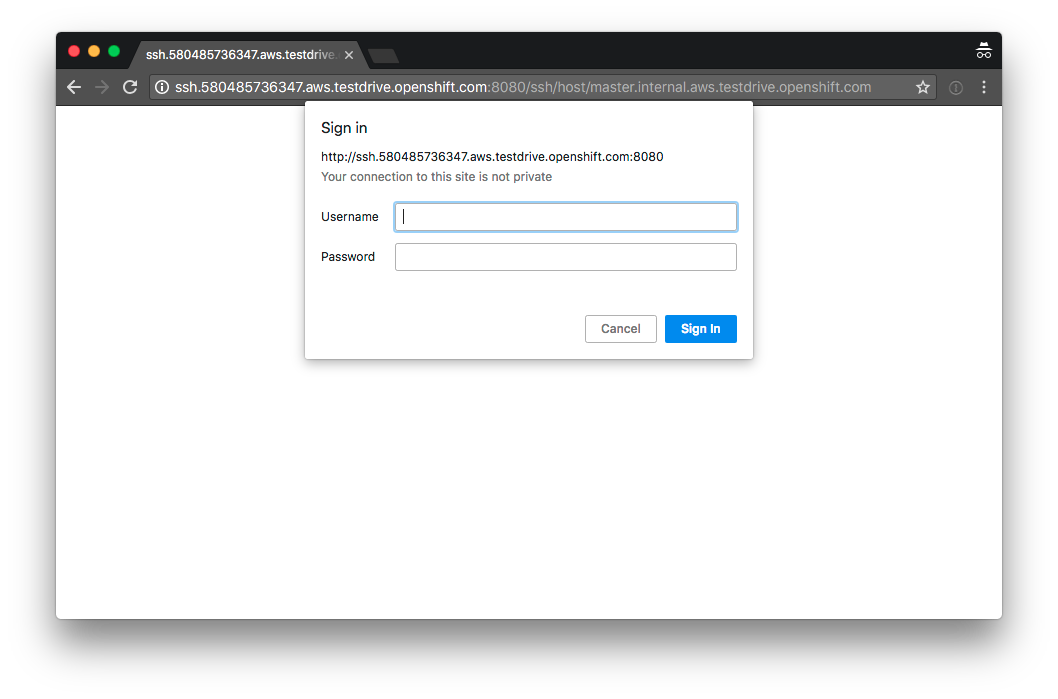 ssh.580485736347.aws.testdrive.
ssh.580485736347.aws.testdrive.openshift.com:8080/ssh/host/master.internal.aws.testdrive.openshift.com
Sign in
http://ssh.580485736347.aws.testdrive.openshift.com:8080
Your connection to this site is not private
Username
Password
Cancel Sign In